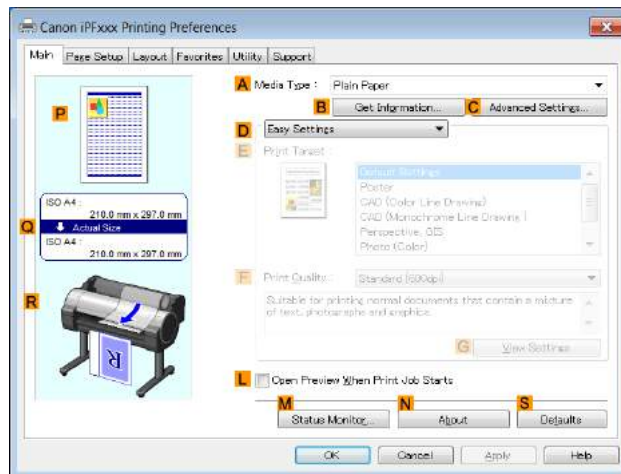 Canon iPFxxx Printing Preferences
Main Page Setup Layout Favorites Utility Support
A Media Type : Plain Paper
B Get Information... C Advanced Settings...
P
D Easy Settings
E Print Target :
Default Settings
Poster
CAD (Color Line Drawing)
CAD (Monochrome Line Drawing)
Perspective, GIS
Photo (Color)
ISO A4 :
210.0 mm x 297.0 mm
Q Actual Size
ISO A4 :
210.0 mm x 297.0 mm
F Print Quality : Standard (600dpi)
Suitable for printing normal documents that contain a mixture
of text, photographs and graphics.
G View Settings
R
R
L Open Preview When Print Job Starts
M N S
Status Monitor... About Defaults
OK Cancel Apply Help